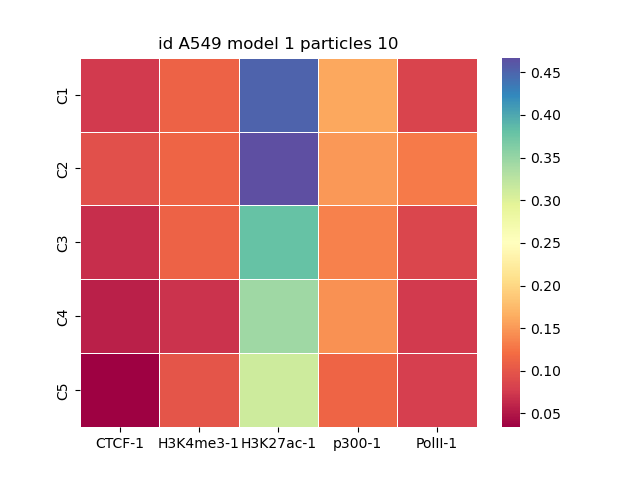 id A549 model 1 particles 10
C1
C2
C3
C4
C5
CTCF-1 H3K4me3-1 H3K27ac-1 p300-1 PolII-1
0.45
0.40
0.35
0.30
0.25
0.20
0.15
0.10
0.05